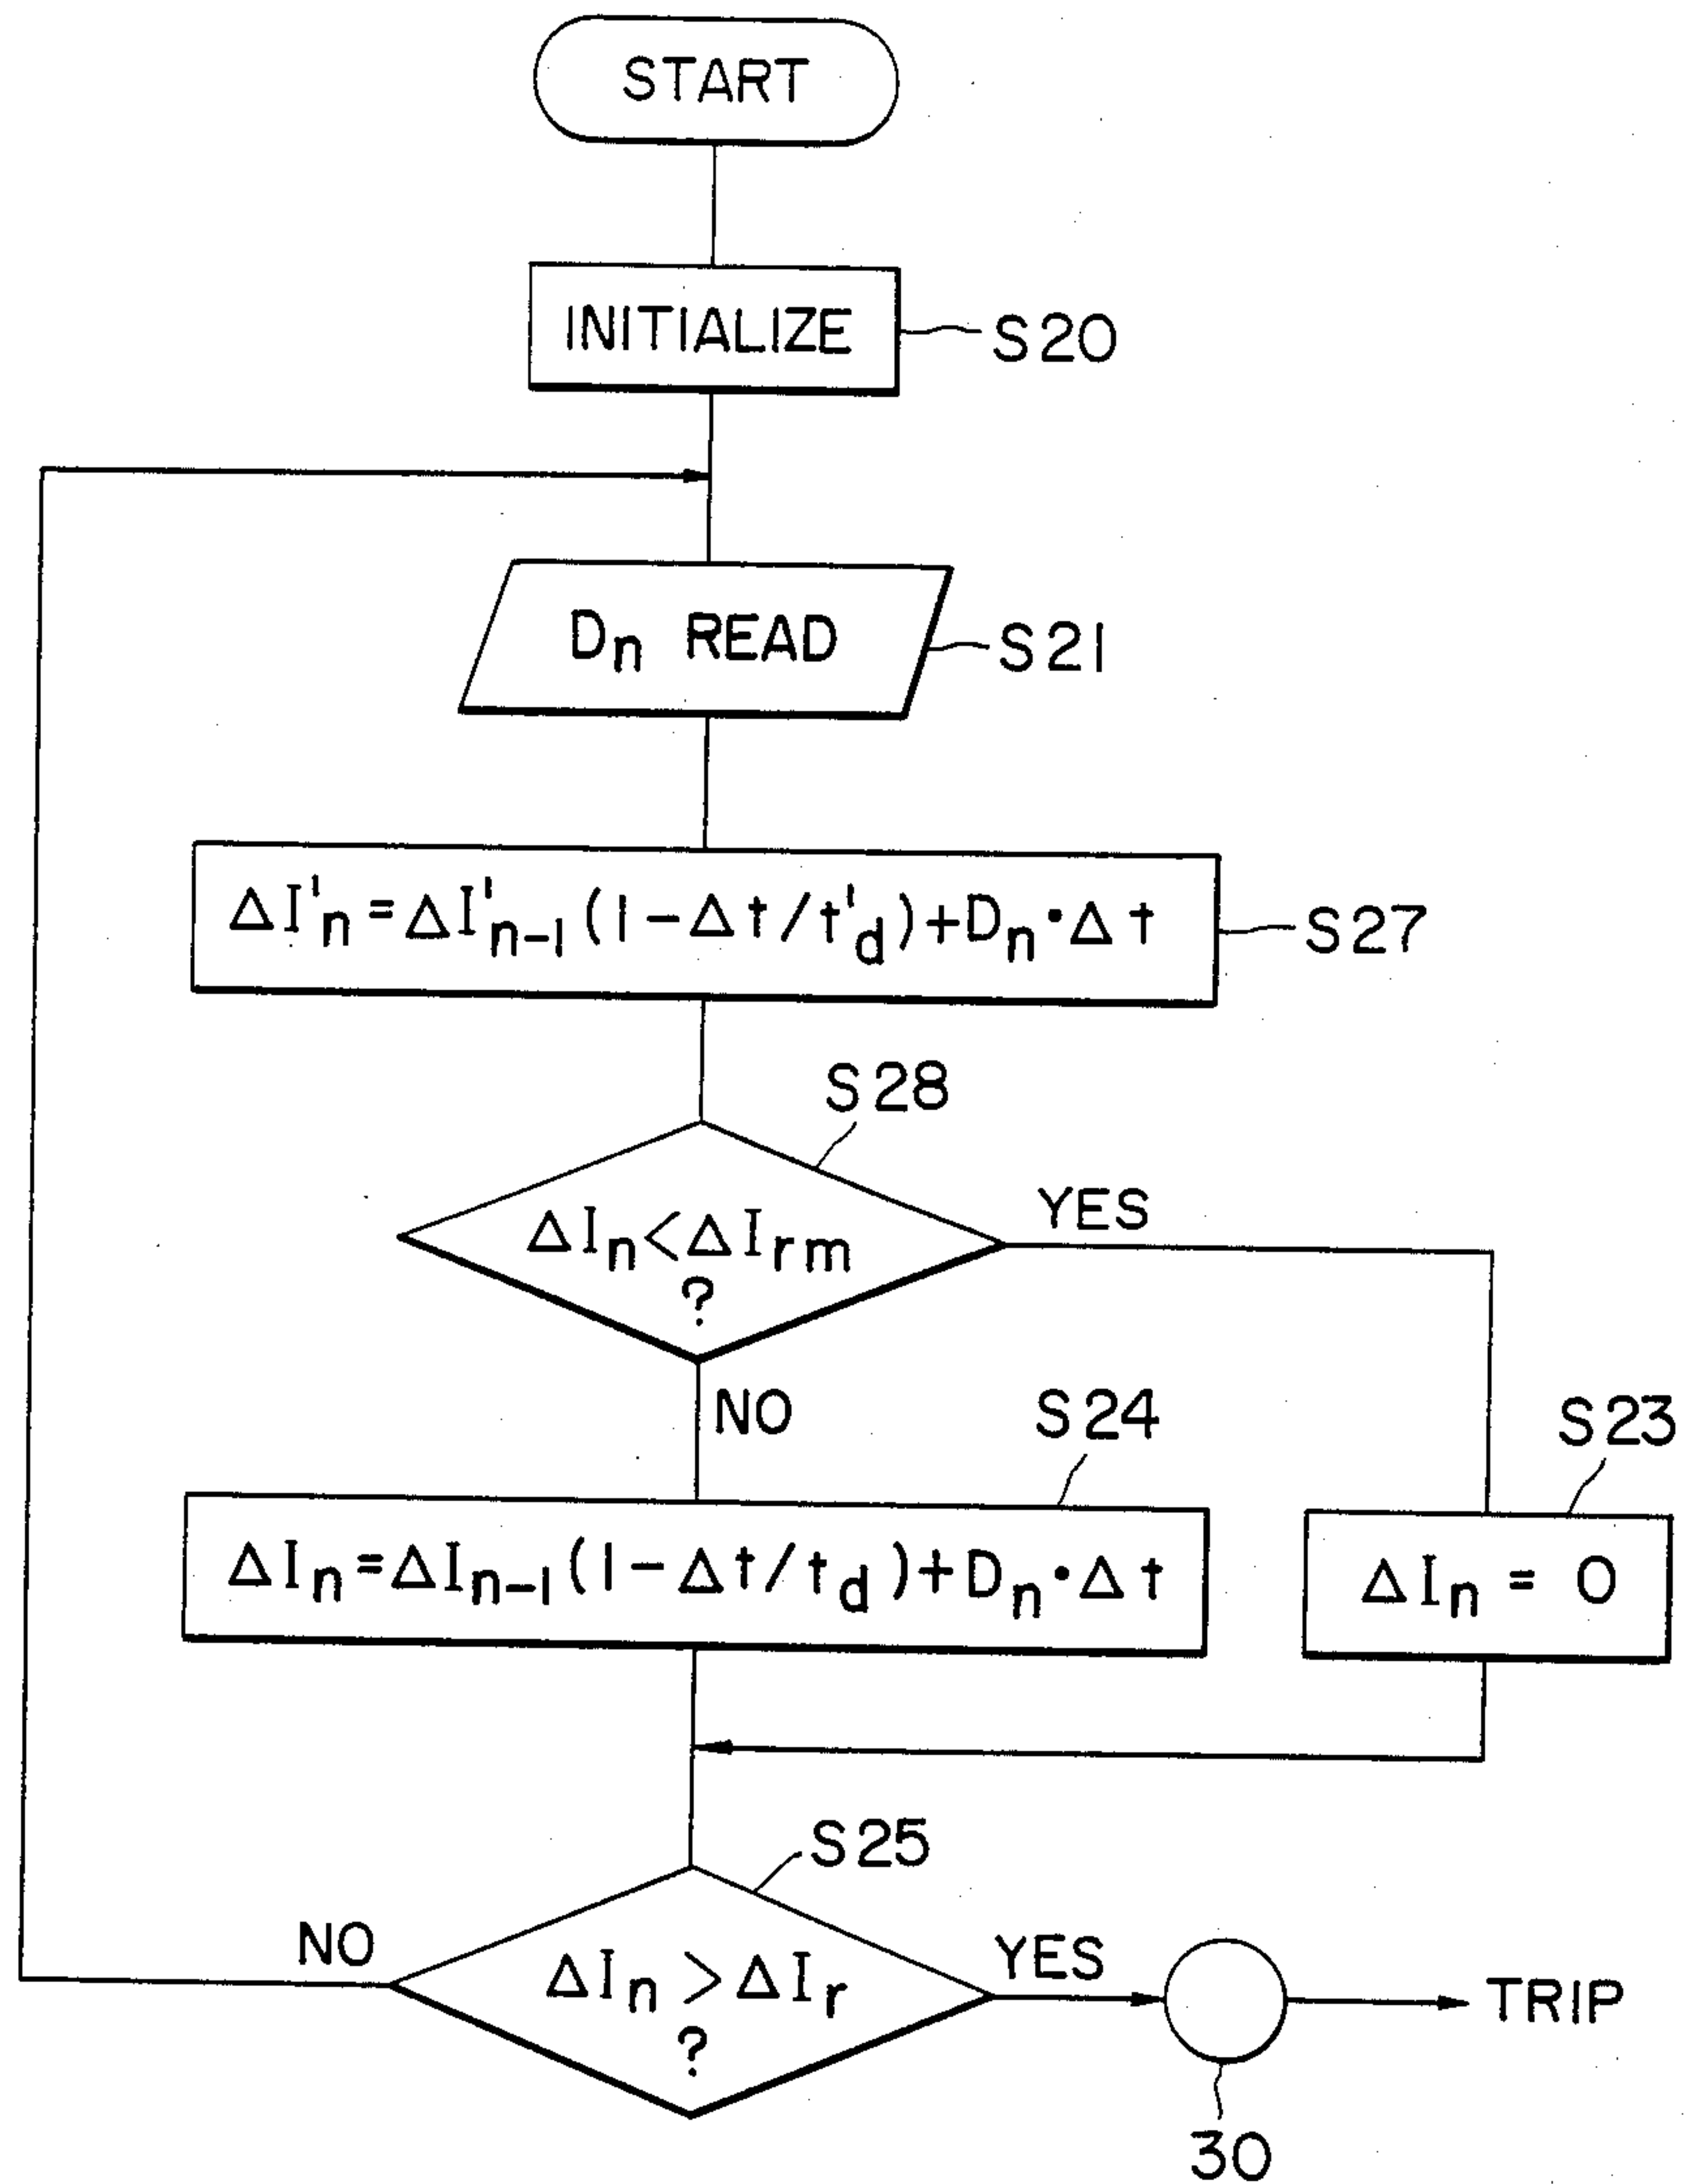 START
INITIALIZE
S20
Dn READ
S21
ΔI'n=ΔI'n-1(1-Δt/t'd)+Dn·Δt
S27
S28
ΔIn<ΔIrm
?
YES
NO
S24
S23
ΔIn=ΔIn-1(1-Δt/td)+Dn·Δt
ΔIn = 0
S25
NO
ΔIn>ΔIr
?
YES
TRIP
30